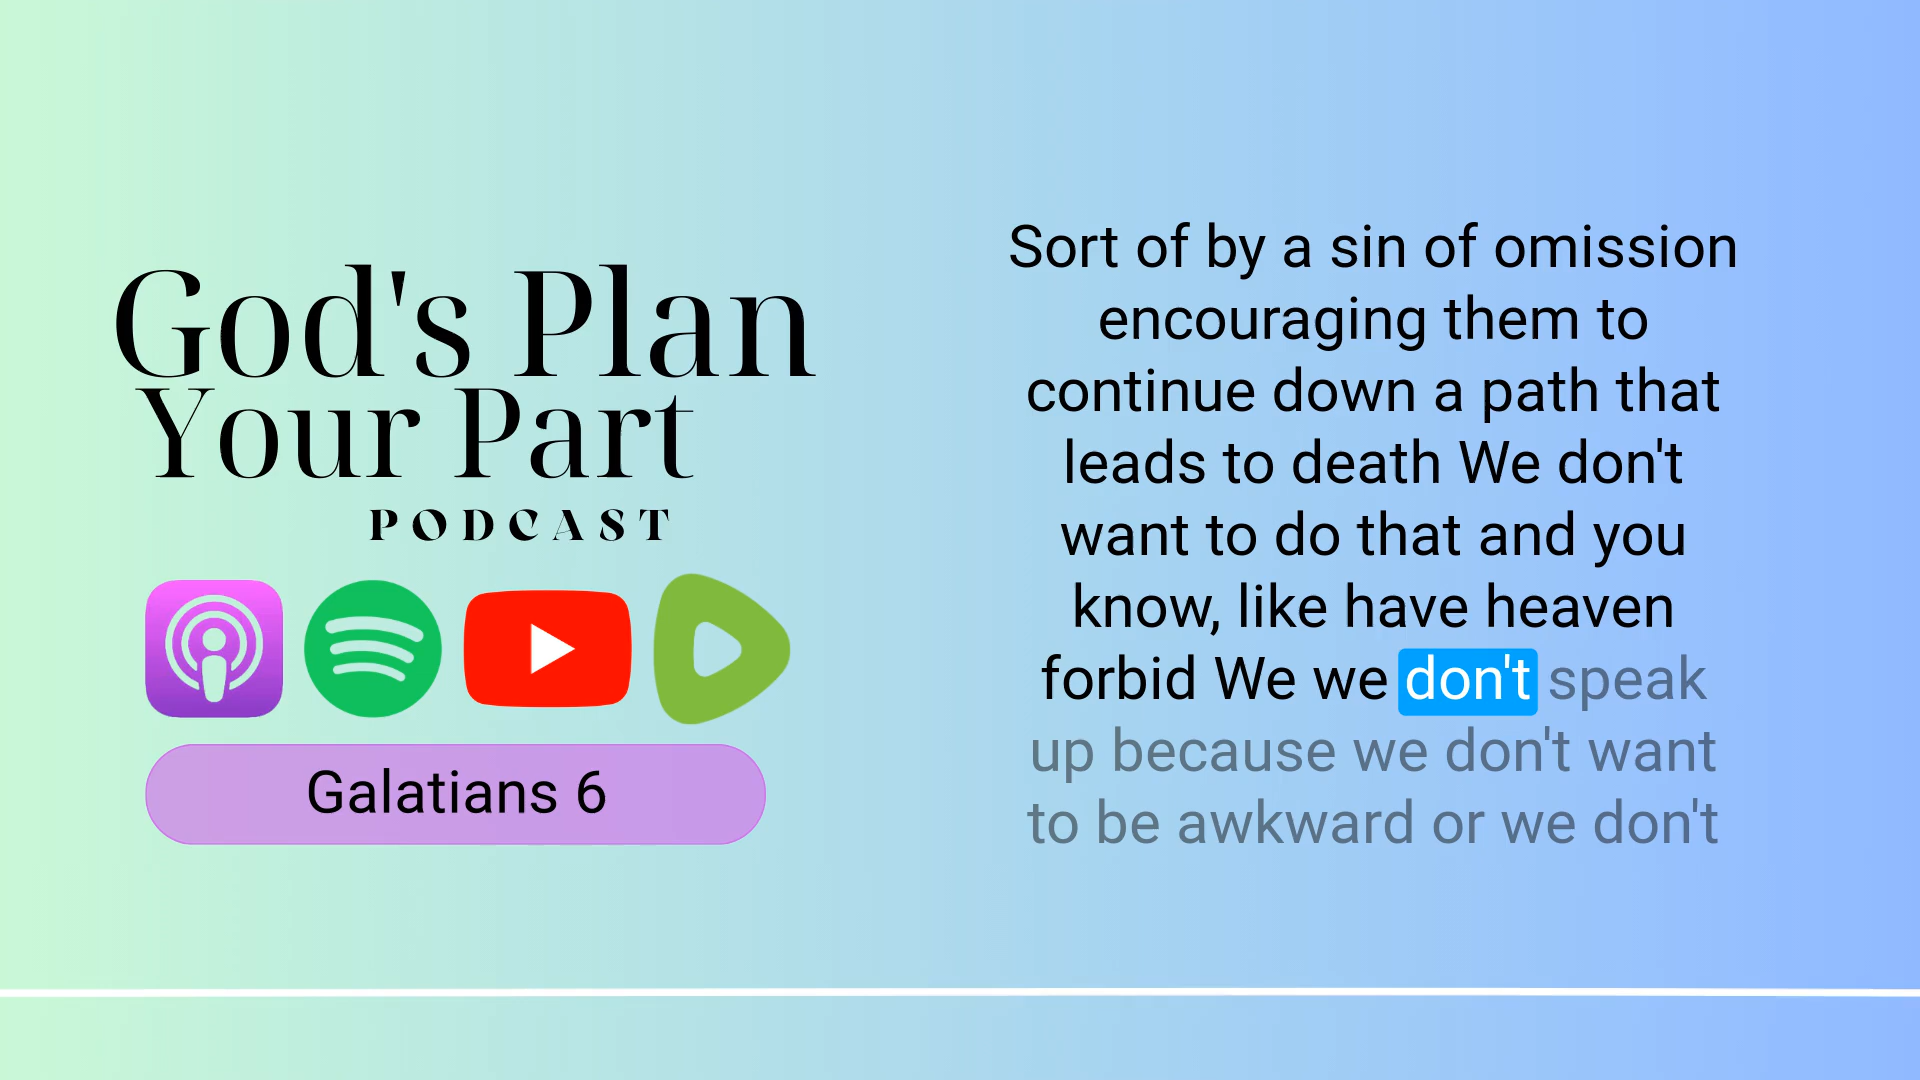 God's Plan
Your Part
PODCAST
Galatians 6
Sort of by a sin of omission
encouraging them to
continue down a path that
leads to death We don't
want to do that and you
know, like have heaven
forbid We we don't speak
up because we don't want
to be awkward or we don't